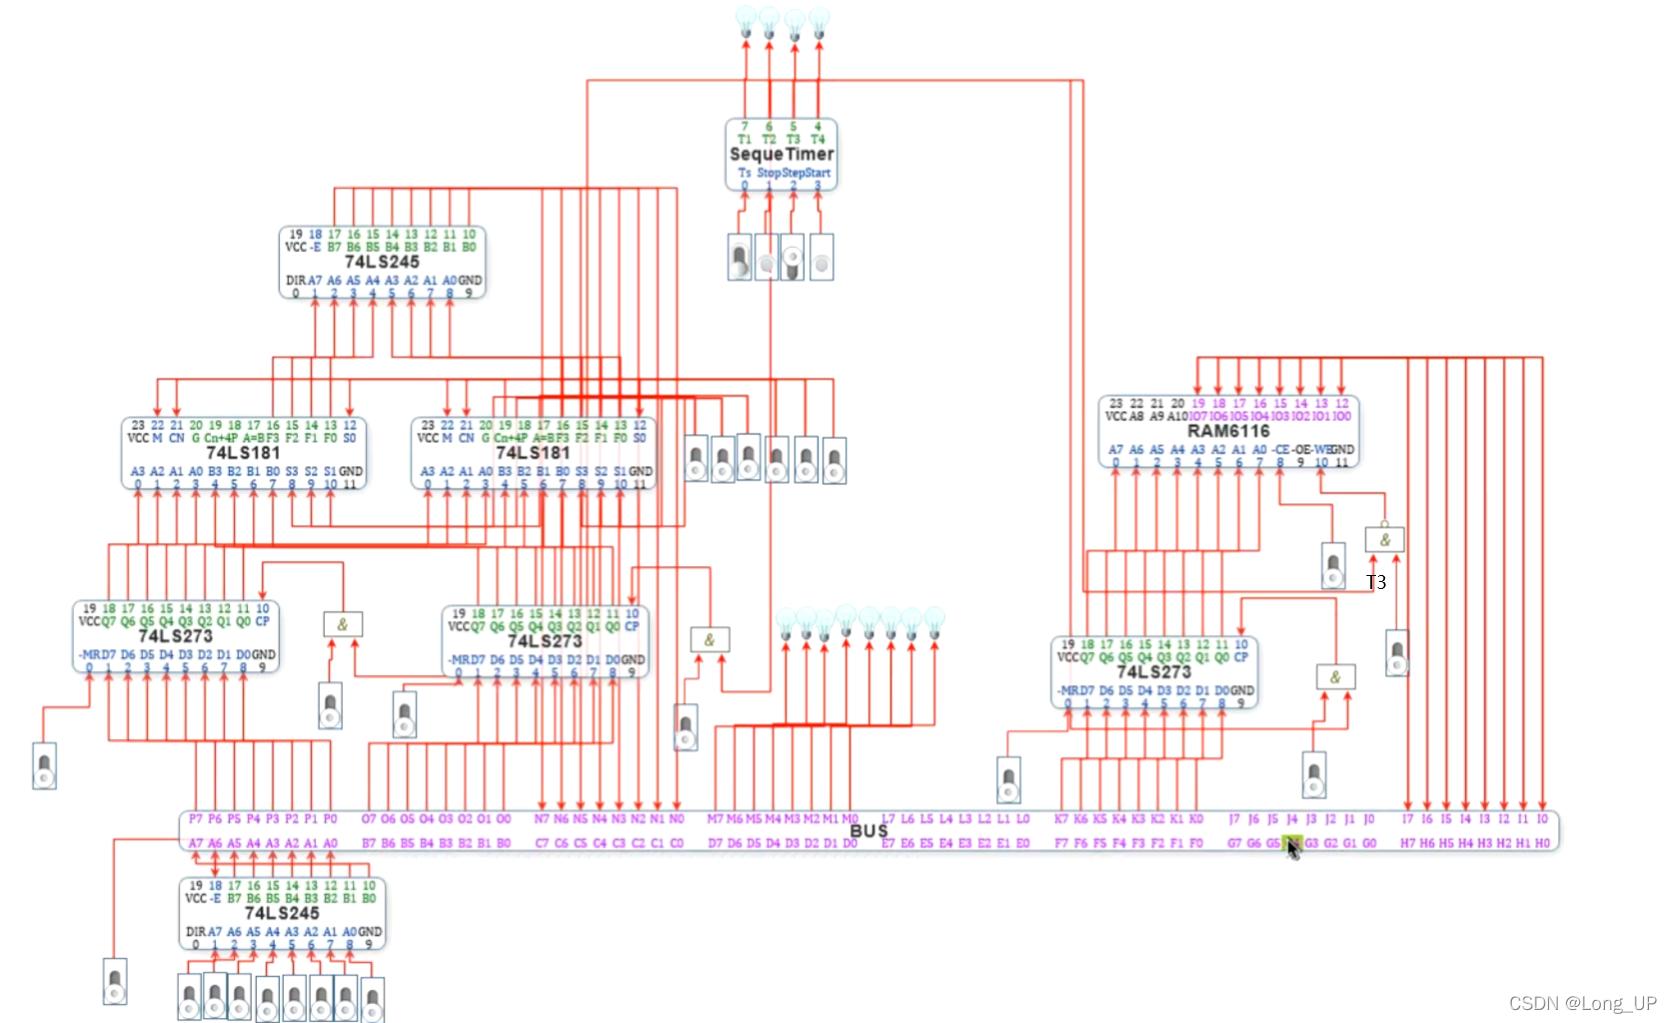 7 6 5 4
T1 T2 T3 T4
SequeTimer
Ts Stop Step Start
0 1 2 3
19 18 17 16 15 14 13 12 11 10
VCC -E B7 B6 B5 B4 B3 B2 B1 B0
74LS245
DIR A7 A6 A5 A4 A3 A2 A1 A0 GND
0 1 2 3 4 5 6 7 8 9
23 22 21 20 19 18 17 16 15 14 13 12
VCC M CN G Cn+4 P A=B F3 F2 F1 F0 S0
74LS181
A3 A2 A1 A0 B3 B2 B1 B0 S3 S2 S1 GND
0 1 2 3 4 5 6 7 8 9 10 11
23 22 21 20 19 18 17 16 15 14 13 12
VCC M CN G Cn+4 P A=B F3 F2 F1 F0 S0
74LS181
A3 A2 A1 A0 B3 B2 B1 B0 S3 S2 S1 GND
0 1 2 3 4 5 6 7 8 9 10 11
23 22 21 20 19 18 17 16 15 14 13 12
VCC A8 A9 A10 IO7 IO6 IO5 IO4 IO3 IO2 IO1 IO0
RAM6116
A7 A6 A5 A4 A3 A2 A1 A0 -CE -OE -WE GND
0 1 2 3 4 5 6 7 8 9 10 11
&
T3
19 18 17 16 15 14 13 12 11 10
VCC Q7 Q6 Q5 Q4 Q3 Q2 Q1 Q0 CP
74LS273
-MR D7 D6 D5 D4 D3 D2 D1 D0 GND
0 1 2 3 4 5 6 7 8 9
&
19 18 17 16 15 14 13 12 11 10
VCC Q7 Q6 Q5 Q4 Q3 Q2 Q1 Q0 CP
74LS273
-MR D7 D6 D5 D4 D3 D2 D1 D0 GND
0 1 2 3 4 5 6 7 8 9
&
19 18 17 16 15 14 13 12 11 10
VCC Q7 Q6 Q5 Q4 Q3 Q2 Q1 Q0 CP
74LS273
-MR D7 D6 D5 D4 D3 D2 D1 D0 GND
0 1 2 3 4 5 6 7 8 9
&
P7 P6 P5 P4 P3 P2 P1 P0 O7 O6 O5 O4 O3 O2 O1 O0 N7 N6 N5 N4 N3 N2 N1 N0 M7 M6 M5 M4 M3 M2 M1 M0 L7 L6 L5 L4 L3 L2 L1 L0 K7 K6 K5 K4 K3 K2 K1 K0 J7 J6 J5 J4 J3 J2 J1 J0 I7 I6 I5 I4 I3 I2 I1 I0
BUS
A7 A6 A5 A4 A3 A2 A1 A0 B7 B6 B5 B4 B3 B2 B1 B0 C7 C6 C5 C4 C3 C2 C1 C0 D7 D6 D5 D4 D3 D2 D1 D0 E7 E6 E5 E4 E3 E2 E1 E0 F7 F6 F5 F4 F3 F2 F1 F0 G7 G6 G5 G3 G2 G1 G0 H7 H6 H5 H4 H3 H2 H1 H0
19 18 17 16 15 14 13 12 11 10
VCC -E B7 B6 B5 B4 B3 B2 B1 B0
74LS245
DIR A7 A6 A5 A4 A3 A2 A1 A0 GND
0 1 2 3 4 5 6 7 8 9
CSDN @Long_UP